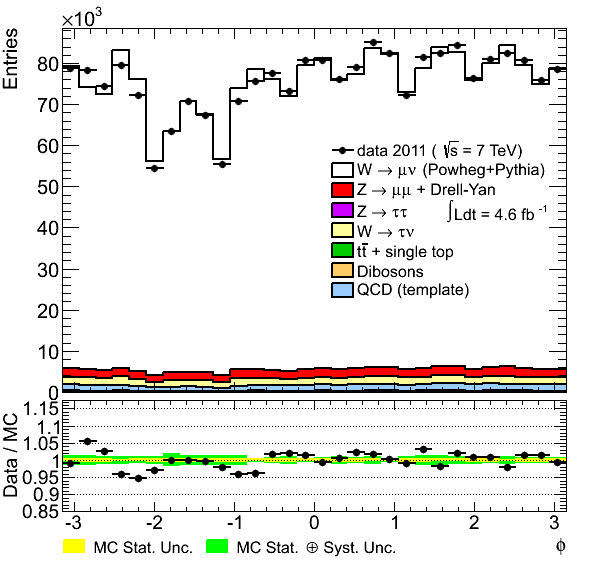 ×10³
Entries
80
70
60
50
40
30
20
10
0
data 2011 ( √s = 7 TeV)
W → μν (Powheg+Pythia)
Z → μμ + Drell-Yan
Z → ττ
∫Ldt = 4.6 fb⁻¹
W → τν
tt̄ + single top
Dibosons
QCD (template)
Data / MC
1.15
1.1
1.05
1
0.95
0.9
0.85
-3 -2 -1 0 1 2 3
MC Stat. Unc. MC Stat. ⊕ Syst. Unc. ϕ